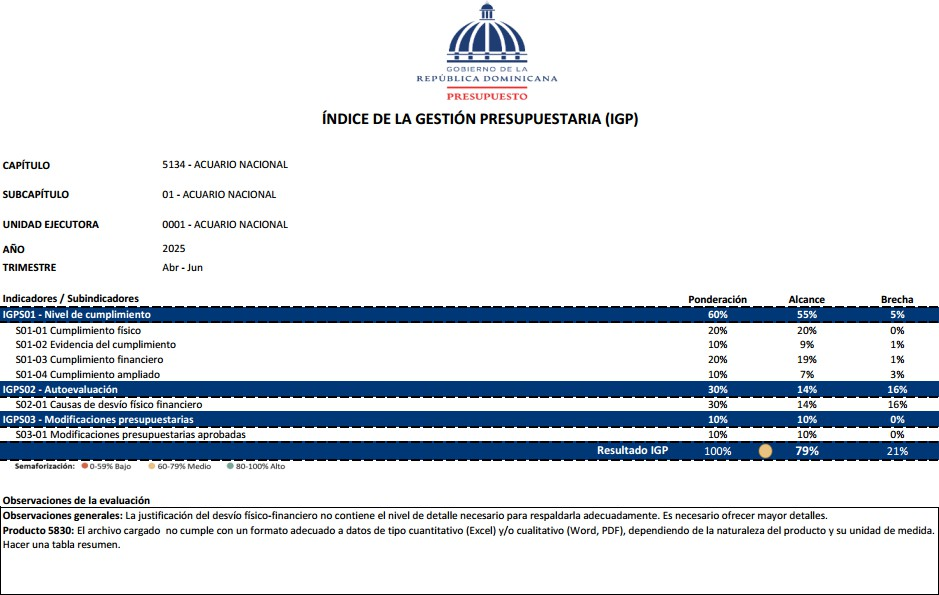 GOBIERNO DE LA
REPÚBLICA DOMINICANA
PRESUPUESTO
ÍNDICE DE LA GESTIÓN PRESUPUESTARIA (IGP)
CAPÍTULO 5134 - ACUARIO NACIONAL
SUBCAPÍTULO 01 - ACUARIO NACIONAL
UNIDAD EJECUTORA 0001 - ACUARIO NACIONAL
AÑO 2025
TRIMESTRE Abr - Jun
Indicadores / Subindicadores Ponderación Alcance Brecha
IGPS01 - Nivel de cumplimiento 60% 55% 5%
S01-01 Cumplimiento físico 20% 20% 0%
S01-02 Evidencia del cumplimiento 10% 9% 1%
S01-03 Cumplimiento financiero 20% 19% 1%
S01-04 Cumplimiento ampliado 10% 7% 3%
IGPS02 - Autoevaluación 30% 14% 16%
S02-01 Causas de desvío físico financiero 30% 14% 16%
IGPS03 - Modificaciones presupuestarias 10% 10% 0%
S03-01 Modificaciones presupuestarias aprobadas 10% 10% 0%
Resultado IGP 100% 79% 21%
Semaforización: 0-59% Bajo 60-79% Medio 80-100% Alto
Observaciones de la evaluación
Observaciones generales: La justificación del desvío físico-financiero no contiene el nivel de detalle necesario para respaldarla adecuadamente. Es necesario ofrecer mayor detalles.
Producto 5830: El archivo cargado no cumple con un formato adecuado a datos de tipo cuantitativo (Excel) y/o cualitativo (Word, PDF), dependiendo de la naturaleza del producto y su unidad de medida.
Hacer una tabla resumen.